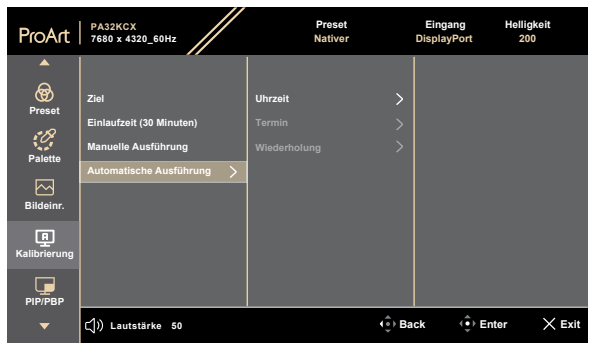 ProArt
PA32KCX
7680 x 4320_60Hz
Preset
Nativer
Eingang
DisplayPort
Helligkeit
200
Preset
Palette
Bildeinr.
Kalibrierung
PIP/PBP
Ziel
Einlaufzeit (30 Minuten)
Manuelle Ausführung
Automatische Ausführung
Uhrzeit
Termin
Wiederholung
Lautstärke 50
Back
Enter
Exit